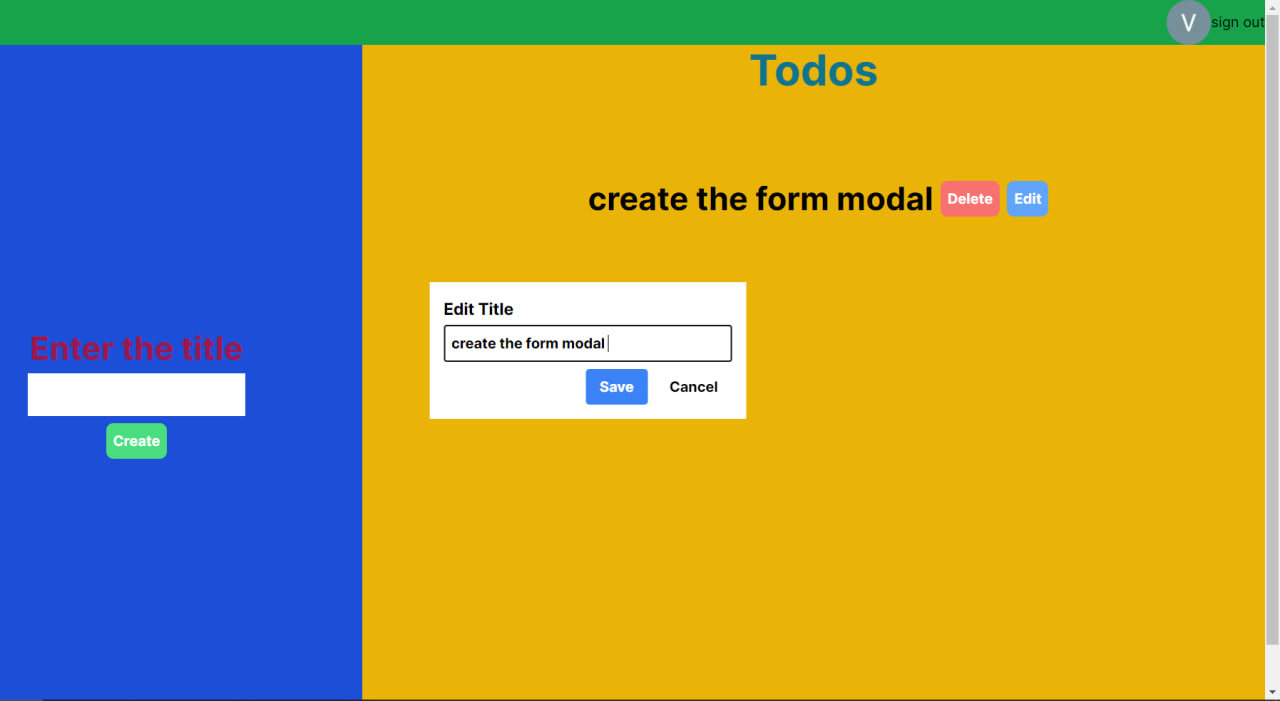 V sign out
Todos
create the form modal Delete Edit
Edit Title
create the form modal
Save Cancel
Enter the title
Create